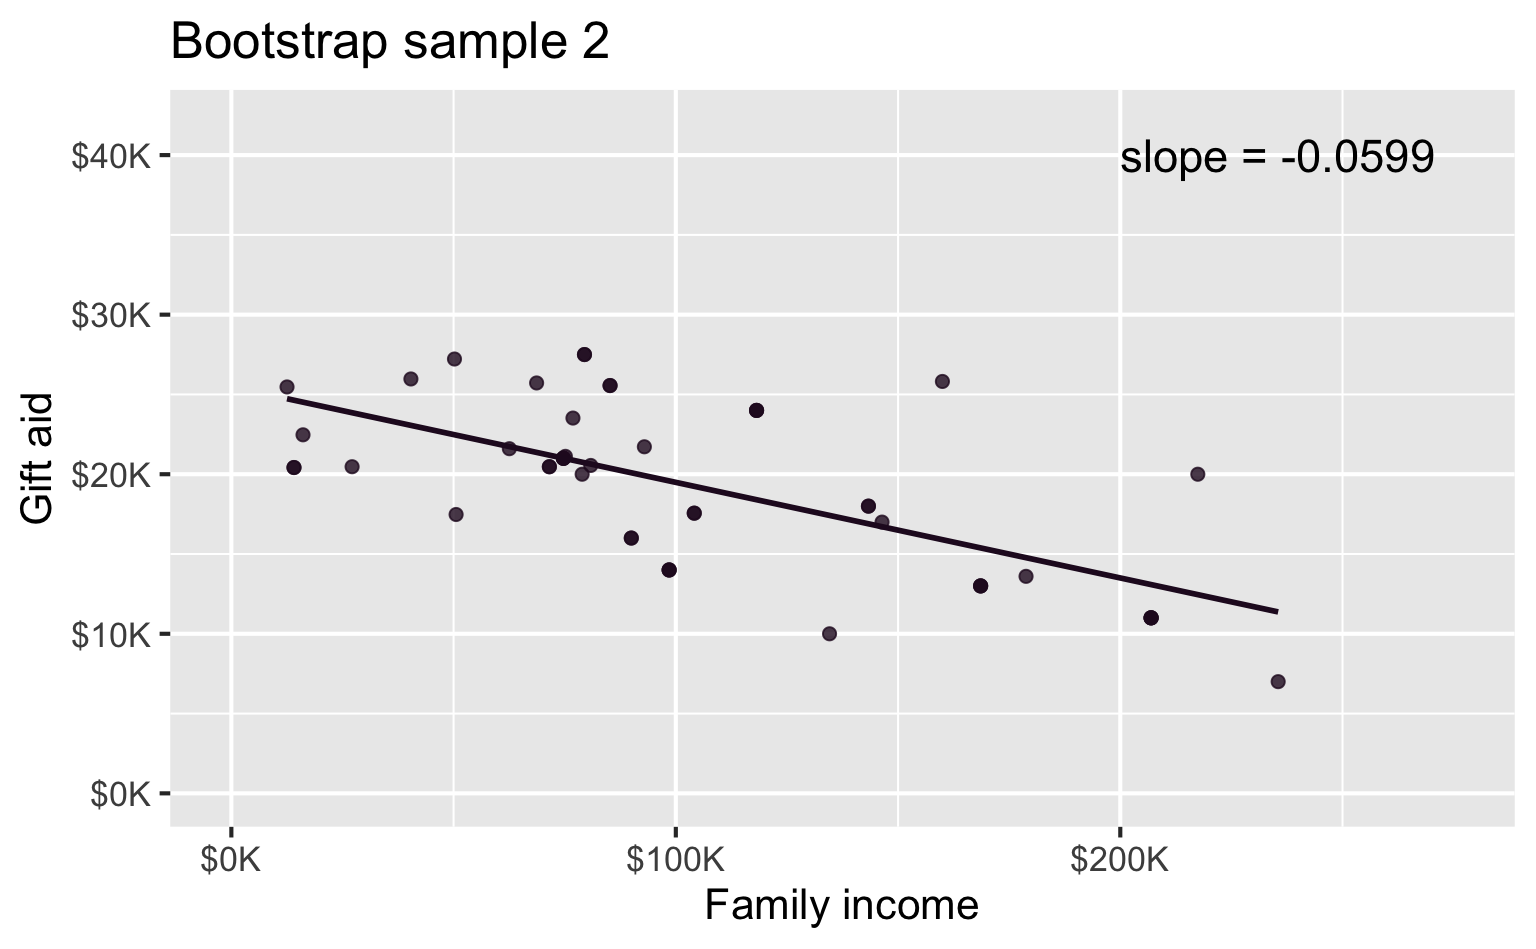 Bootstrap sample 2
slope = -0.0599
$40K
$30K
$20K
$10K
$0K
Gift aid
$0K
$100K
$200K
Family income